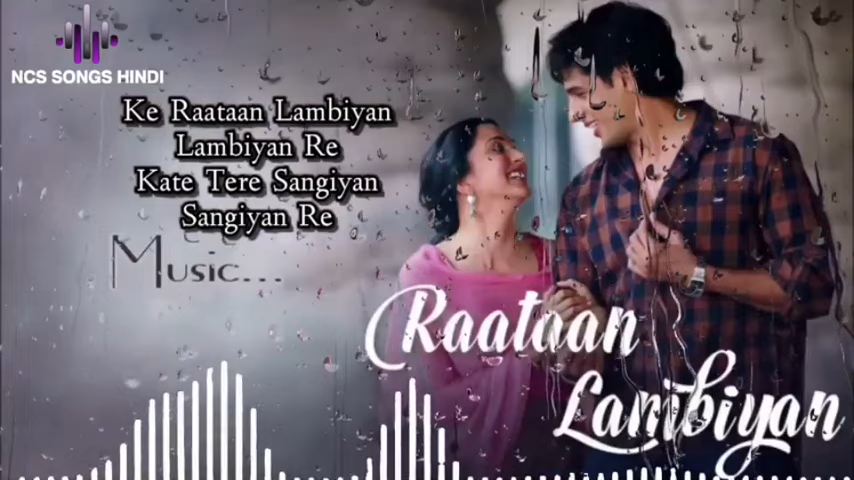 NCS SONGS HINDI
Ke Raataan Lambiyan
Lambiyan Re
Kate Tere Sangiyan
Sangiyan Re
Music...
Raataan
Lambiyan